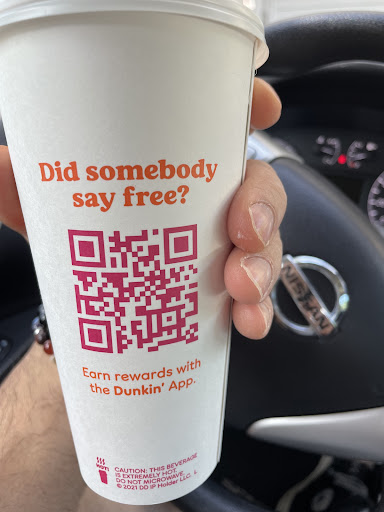 Did somebody
say free?
Earn rewards with
the Dunkin' App.
HOT!
CAUTION: THIS BEVERAGE
IS EXTREMELY HOT.
DO NOT MICROWAVE.
© 2021 DD IP Holder LLC. L
NISSAN